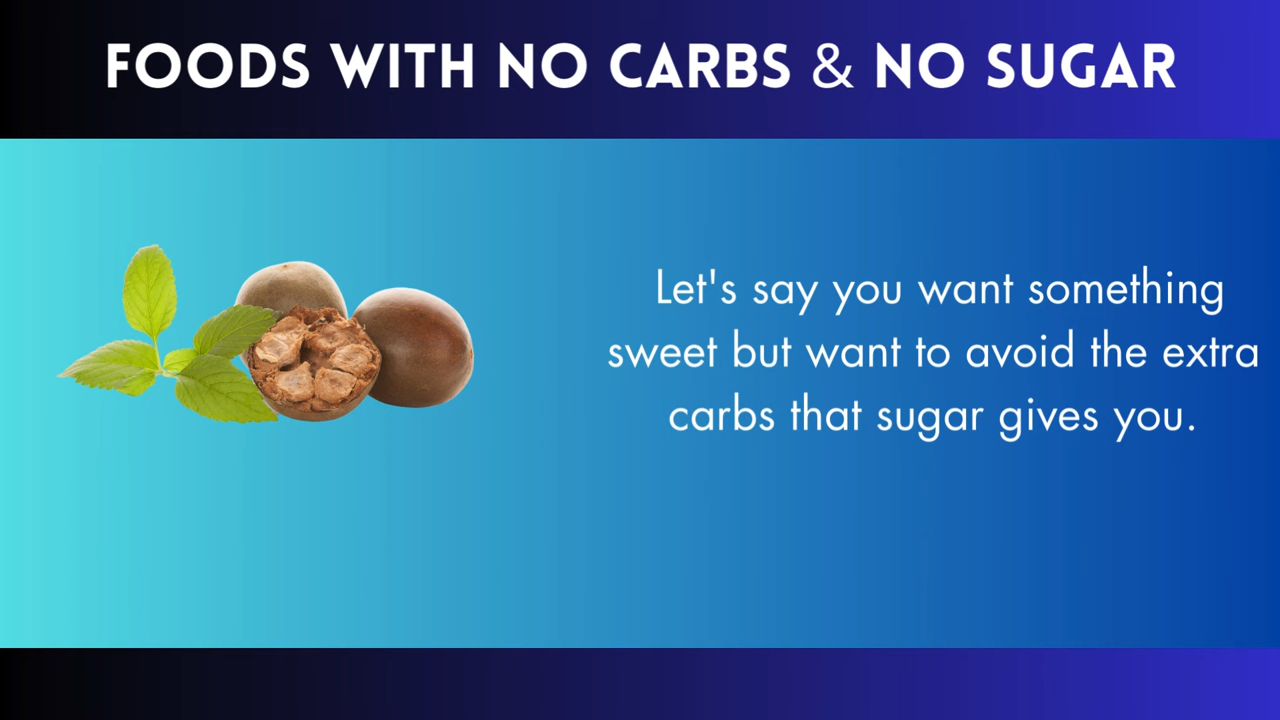 FOODS WITH NO CARBS & NO SUGAR
Let's say you want something
sweet but want to avoid the extra
carbs that sugar gives you.